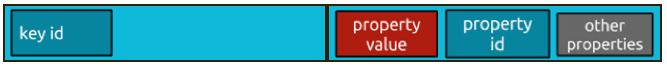 key id
property
value
property
id
other
properties